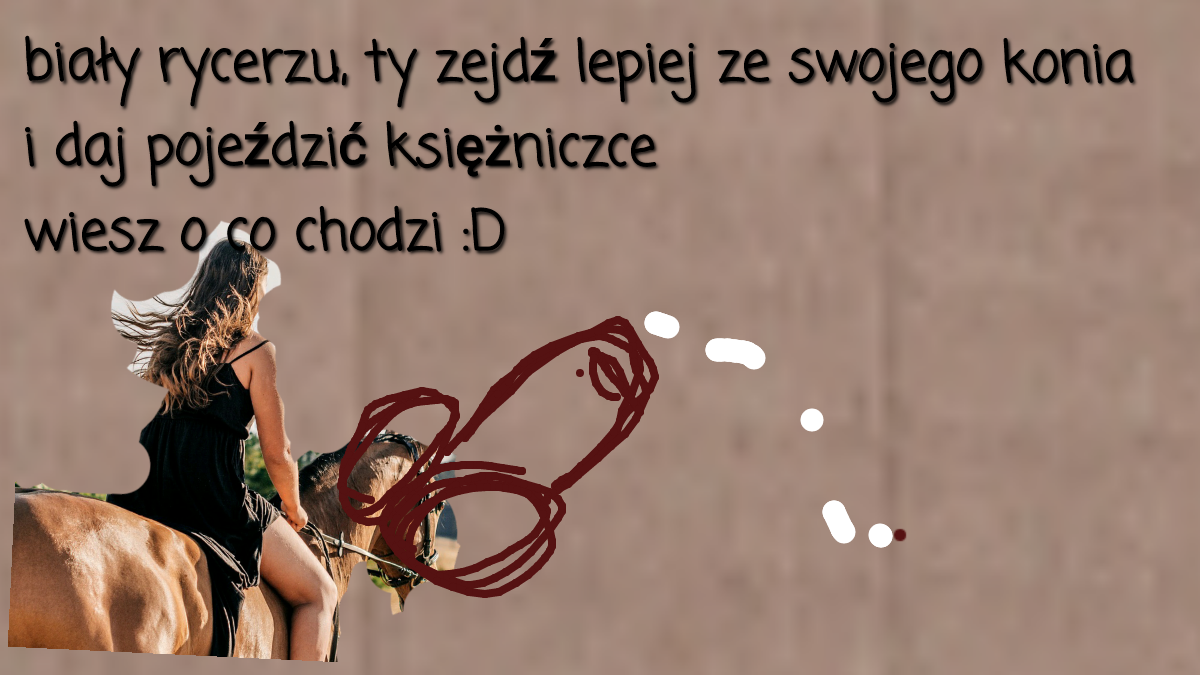 biały rycerzu, ty zejdź lepiej ze swojego konia
i daj pojeździć księżniczce
wiesz o co chodzi :D